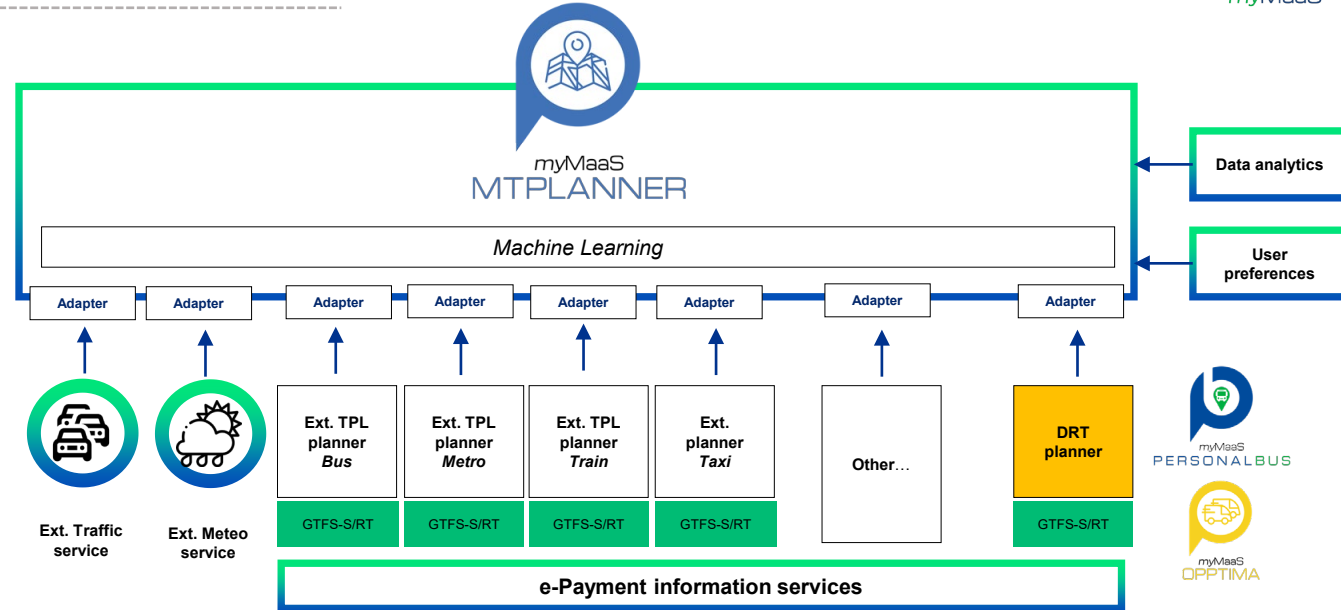 myMaaS
myMaaS
MTPLANNER
Data analytics
Machine Learning
User
preferences
Adapter
Adapter
Adapter
Adapter
Adapter
Adapter
Adapter
Adapter
Ext. TPL
planner
Bus
Ext. TPL
planner
Metro
Ext. TPL
planner
Train
Ext.
planner
Taxi
Other...
DRT
planner
myMaaS
PERSONALBUS
GTFS-S/RT
GTFS-S/RT
GTFS-S/RT
GTFS-S/RT
GTFS-S/RT
Ext. Traffic
service
Ext. Meteo
service
myMaaS
OPPTIMA
e-Payment information services